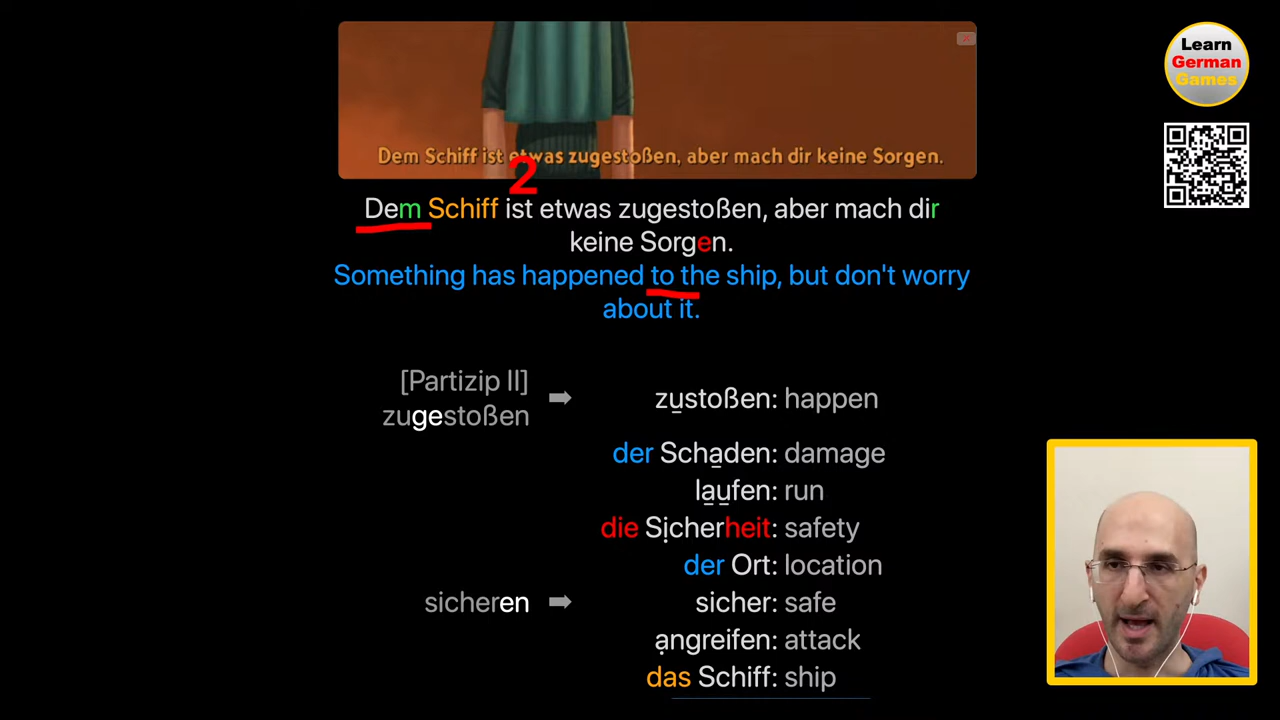 Learn
German
Games
Dem Schiff ist etwas zugestoßen, aber mach dir keine Sorgen.
2
Dem Schiff ist etwas zugestoßen, aber mach dir
keine Sorgen.
Something has happened to the ship, but don't worry
about it.
[Partizip II]
zugestoßen ➡ zustoßen: happen
der Schaden: damage
laufen: run
die Sicherheit: safety
der Ort: location
sicheren ➡ sicher: safe
angreifen: attack
das Schiff: ship